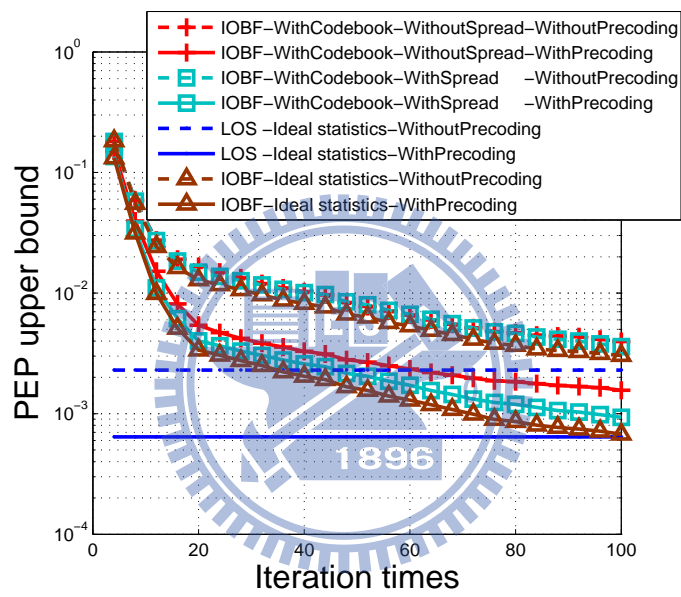 IOBF-WithCodebook-WithoutSpread-WithoutPrecoding
IOBF-WithCodebook-WithoutSpread-WithPrecoding
IOBF-WithCodebook-WithSpread -WithoutPrecoding
IOBF-WithCodebook-WithSpread -WithPrecoding
LOS -Ideal statistics-WithoutPrecoding
LOS -Ideal statistics-WithPrecoding
IOBF-Ideal statistics-WithoutPrecoding
IOBF-Ideal statistics-WithPrecoding
10^0
10^-1
10^-2
10^-3
10^-4
PEP upper bound
1896
0 20 40 60 80 100
Iteration times